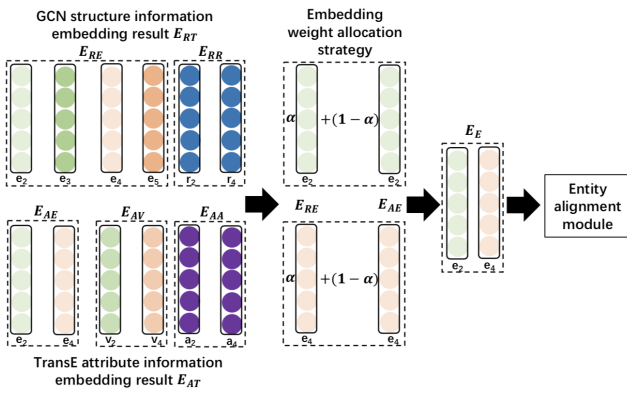 GCN structure information
embedding result E_RT
E_RE
E_RR
e2
e3
e4
e5
r2
r4
E_AE
E_AV
E_AA
e2
e4
v2
v4
a2
a4
TransE attribute information
embedding result E_AT
Embedding
weight allocation
strategy
α +(1 − α)
e2
e2
E_RE
E_AE
α +(1 − α)
e4
e4
E_E
e2
e4
Entity
alignment
module